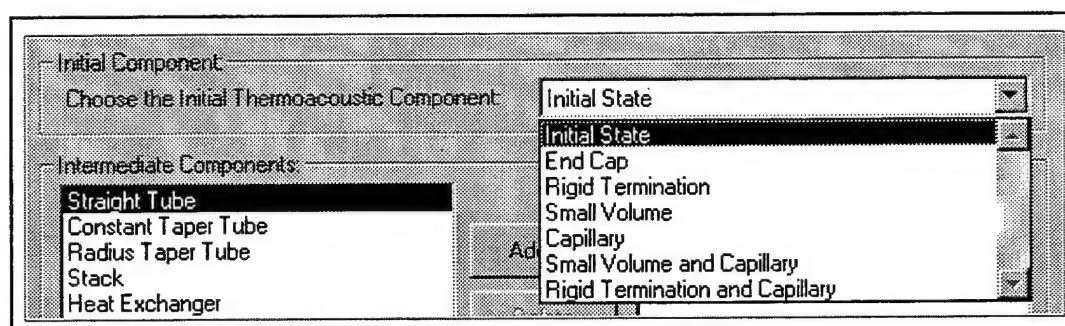 Initial Component:
Choose the Initial Thermoacoustic Component:
Initial State
Initial State
End Cap
Rigid Termination
Small Volume
Capillary
Small Volume and Capillary
Rigid Termination and Capillary
Intermediate Components:
Straight Tube
Constant Taper Tube
Radius Taper Tube
Stack
Heat Exchanger